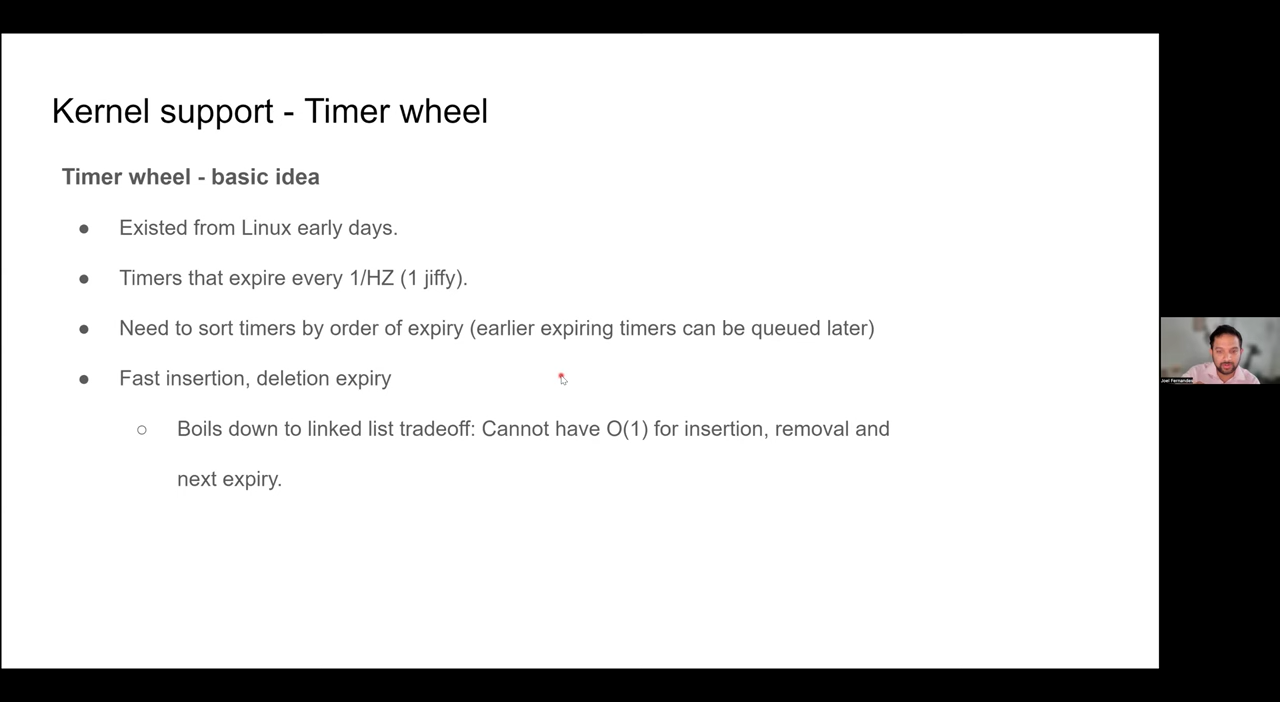 Kernel support - Timer wheel
Timer wheel - basic idea
● Existed from Linux early days.
● Timers that expire every 1/HZ (1 jiffy).
● Need to sort timers by order of expiry (earlier expiring timers can be queued later)
● Fast insertion, deletion expiry
○ Boils down to linked list tradeoff: Cannot have O(1) for insertion, removal and
next expiry.
Joel Fernandes